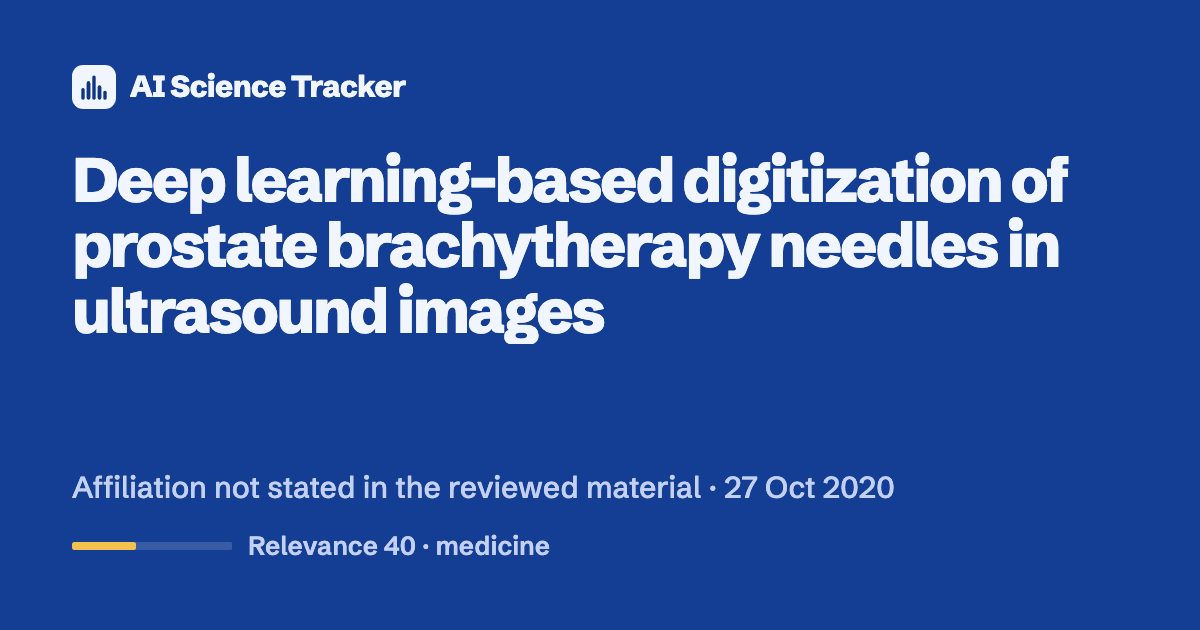 AI Science Tracker
Deep learning-based digitization of
prostate brachytherapy needles in
ultrasound images
Affiliation not stated in the reviewed material · 27 Oct 2020
Relevance 40 · medicine